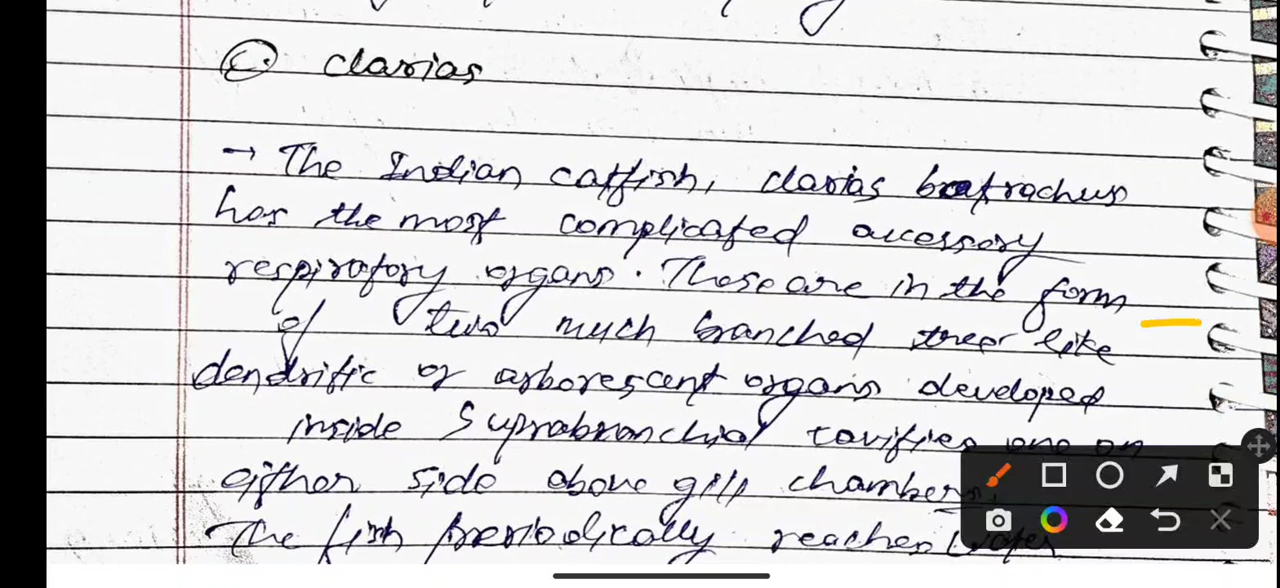 C. clarias
→ The Indian catfish, clarias batrachus
has the most complicated accessory
respiratory organs. These are in the form
of two much branched tree like
dendritic or arborescent organs developed
inside Suprabranchial cavities one on
either side above gill chambers.
The fish periodically reaches water